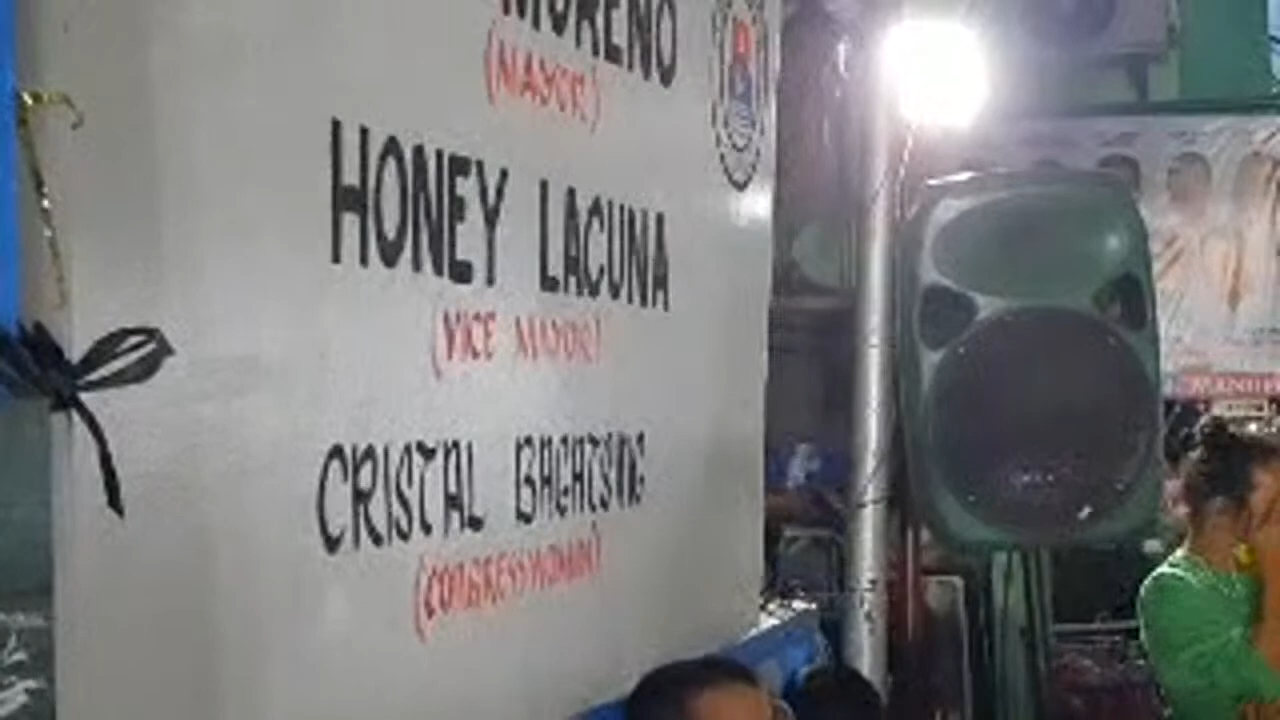 MORENO
(MAYOR)
HONEY LACUNA
(VICE MAYOR)
CRISTAL BAGATSING
(CONGRESSWOMAN)